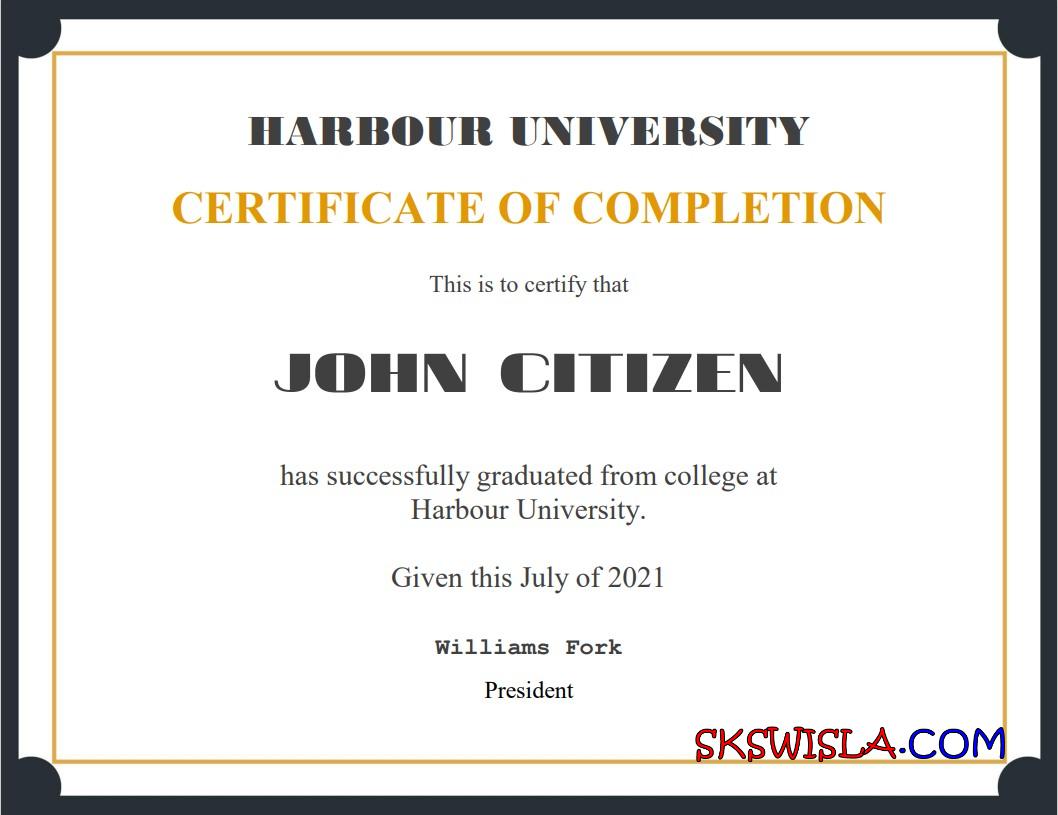 HARBOUR UNIVERSITY
CERTIFICATE OF COMPLETION
This is to certify that
JOHN CITIZEN
has successfully graduated from college at
Harbour University.
Given this July of 2021
Williams Fork
President
SKSWISLA.COM